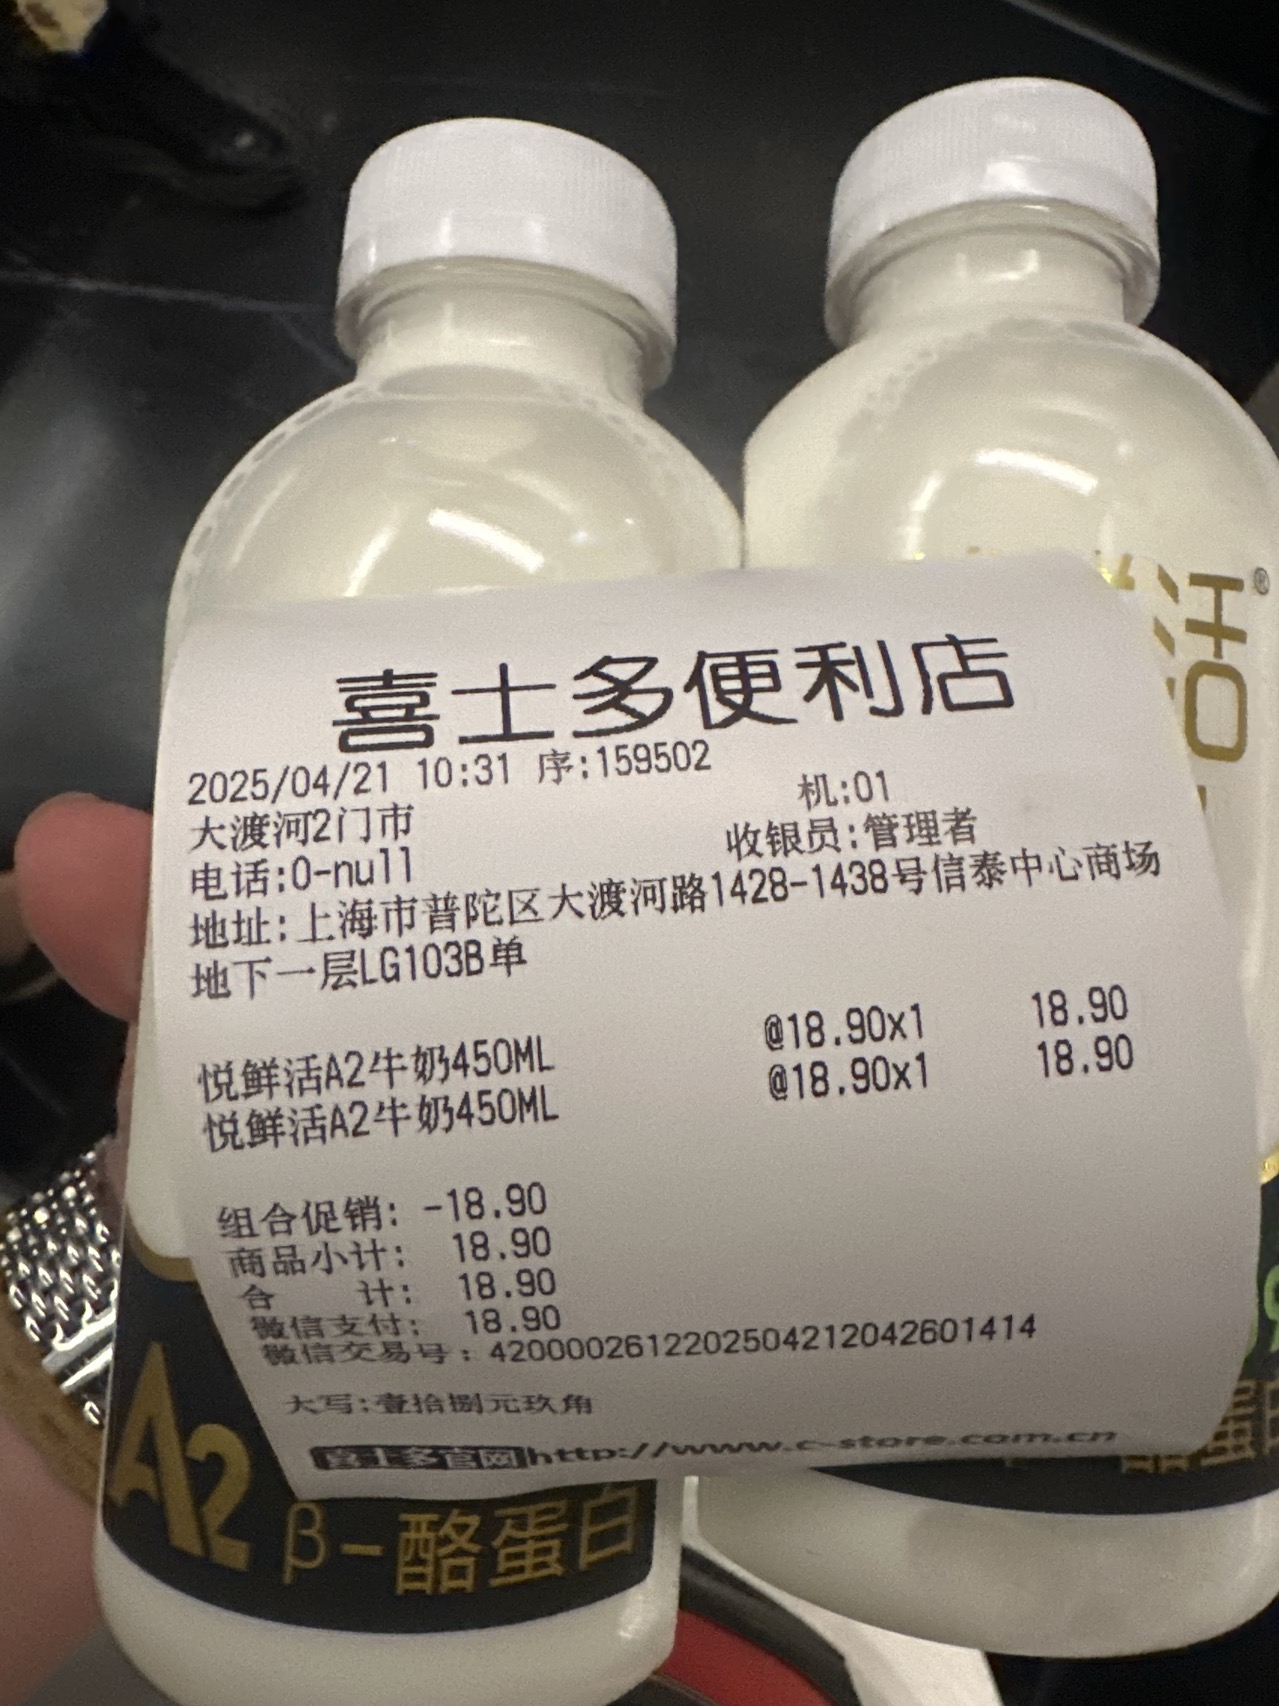 活®
喜士多便利店
2025/04/21 10:31 序:159502
机:01
大渡河2门市
收银员:管理者
电话:0-null
地址:上海市普陀区大渡河路1428-1438号信泰中心商场
地下一层LG103B单
悦鲜活A2牛奶450ML @18.90x1 18.90
悦鲜活A2牛奶450ML @18.90x1 18.90
组合促销: -18.90
商品小计: 18.90
合 计: 18.90
微信支付: 18.90
微信交易号: 4200002612202504212042601414
大写:壹拾捌元玖角
喜士多官网http://www.c-store.com.cn
A2
β-酪蛋白